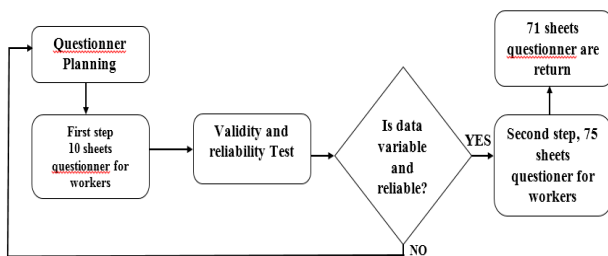 Questionner
Planning
First step
10 sheets
questionner for
workers
Validity and
reliability Test
Is data
variable
and
reliable?
YES
NO
Second step, 75
sheets
questioner for
workers
71 sheets
questionner are
return